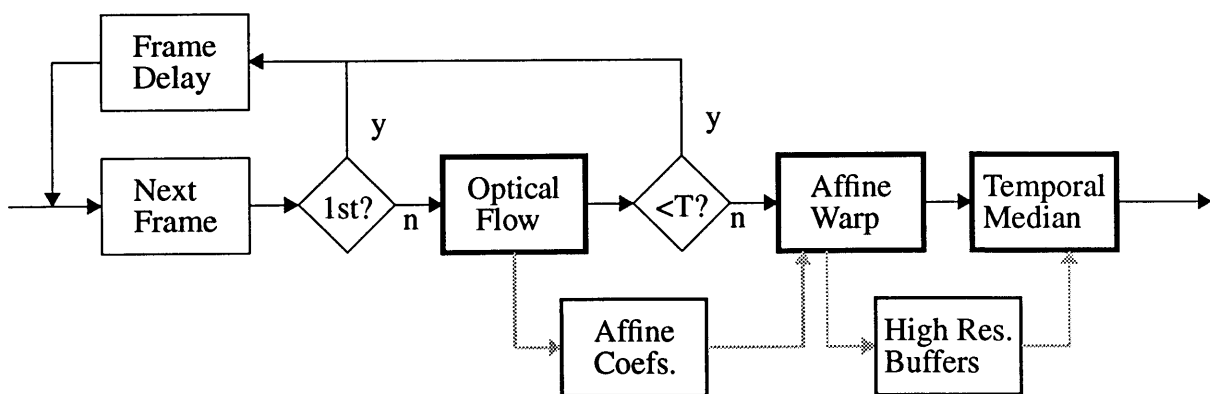 Frame
Delay
y
y
Next
Frame
1st?
n
Optical
Flow
<T?
n
Affine
Warp
Temporal
Median
Affine
Coefs.
High Res.
Buffers